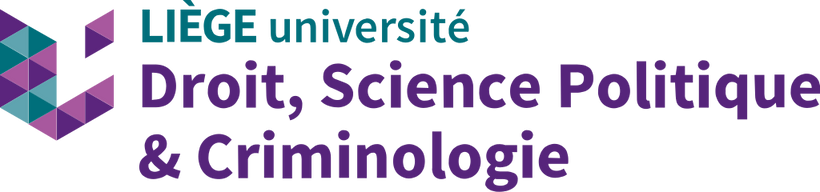 LIÈGE université
Droit, Science Politique
& Criminologie